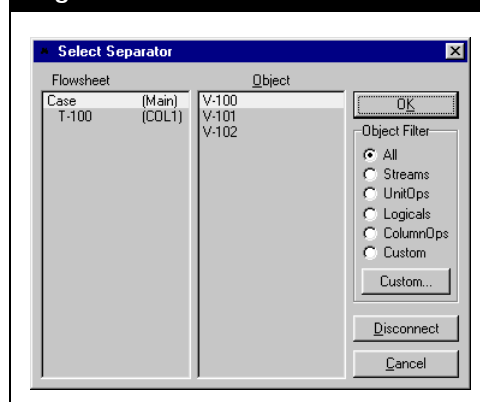 Select Separator
Flowsheet Object
Case (Main)
T-100 (COL1)
V-100
V-101
V-102
OK
Object Filter
All
Streams
UnitOps
Logicals
ColumnOps
Custom
Custom...
Disconnect
Cancel